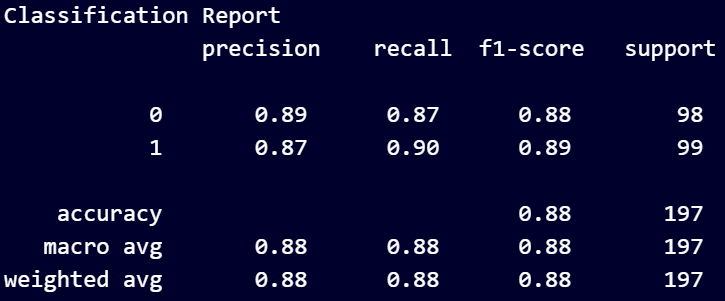 Classification Report
precision recall f1-score support
0 0.89 0.87 0.88 98
1 0.87 0.90 0.89 99
accuracy 0.88 197
macro avg 0.88 0.88 0.88 197
weighted avg 0.88 0.88 0.88 197